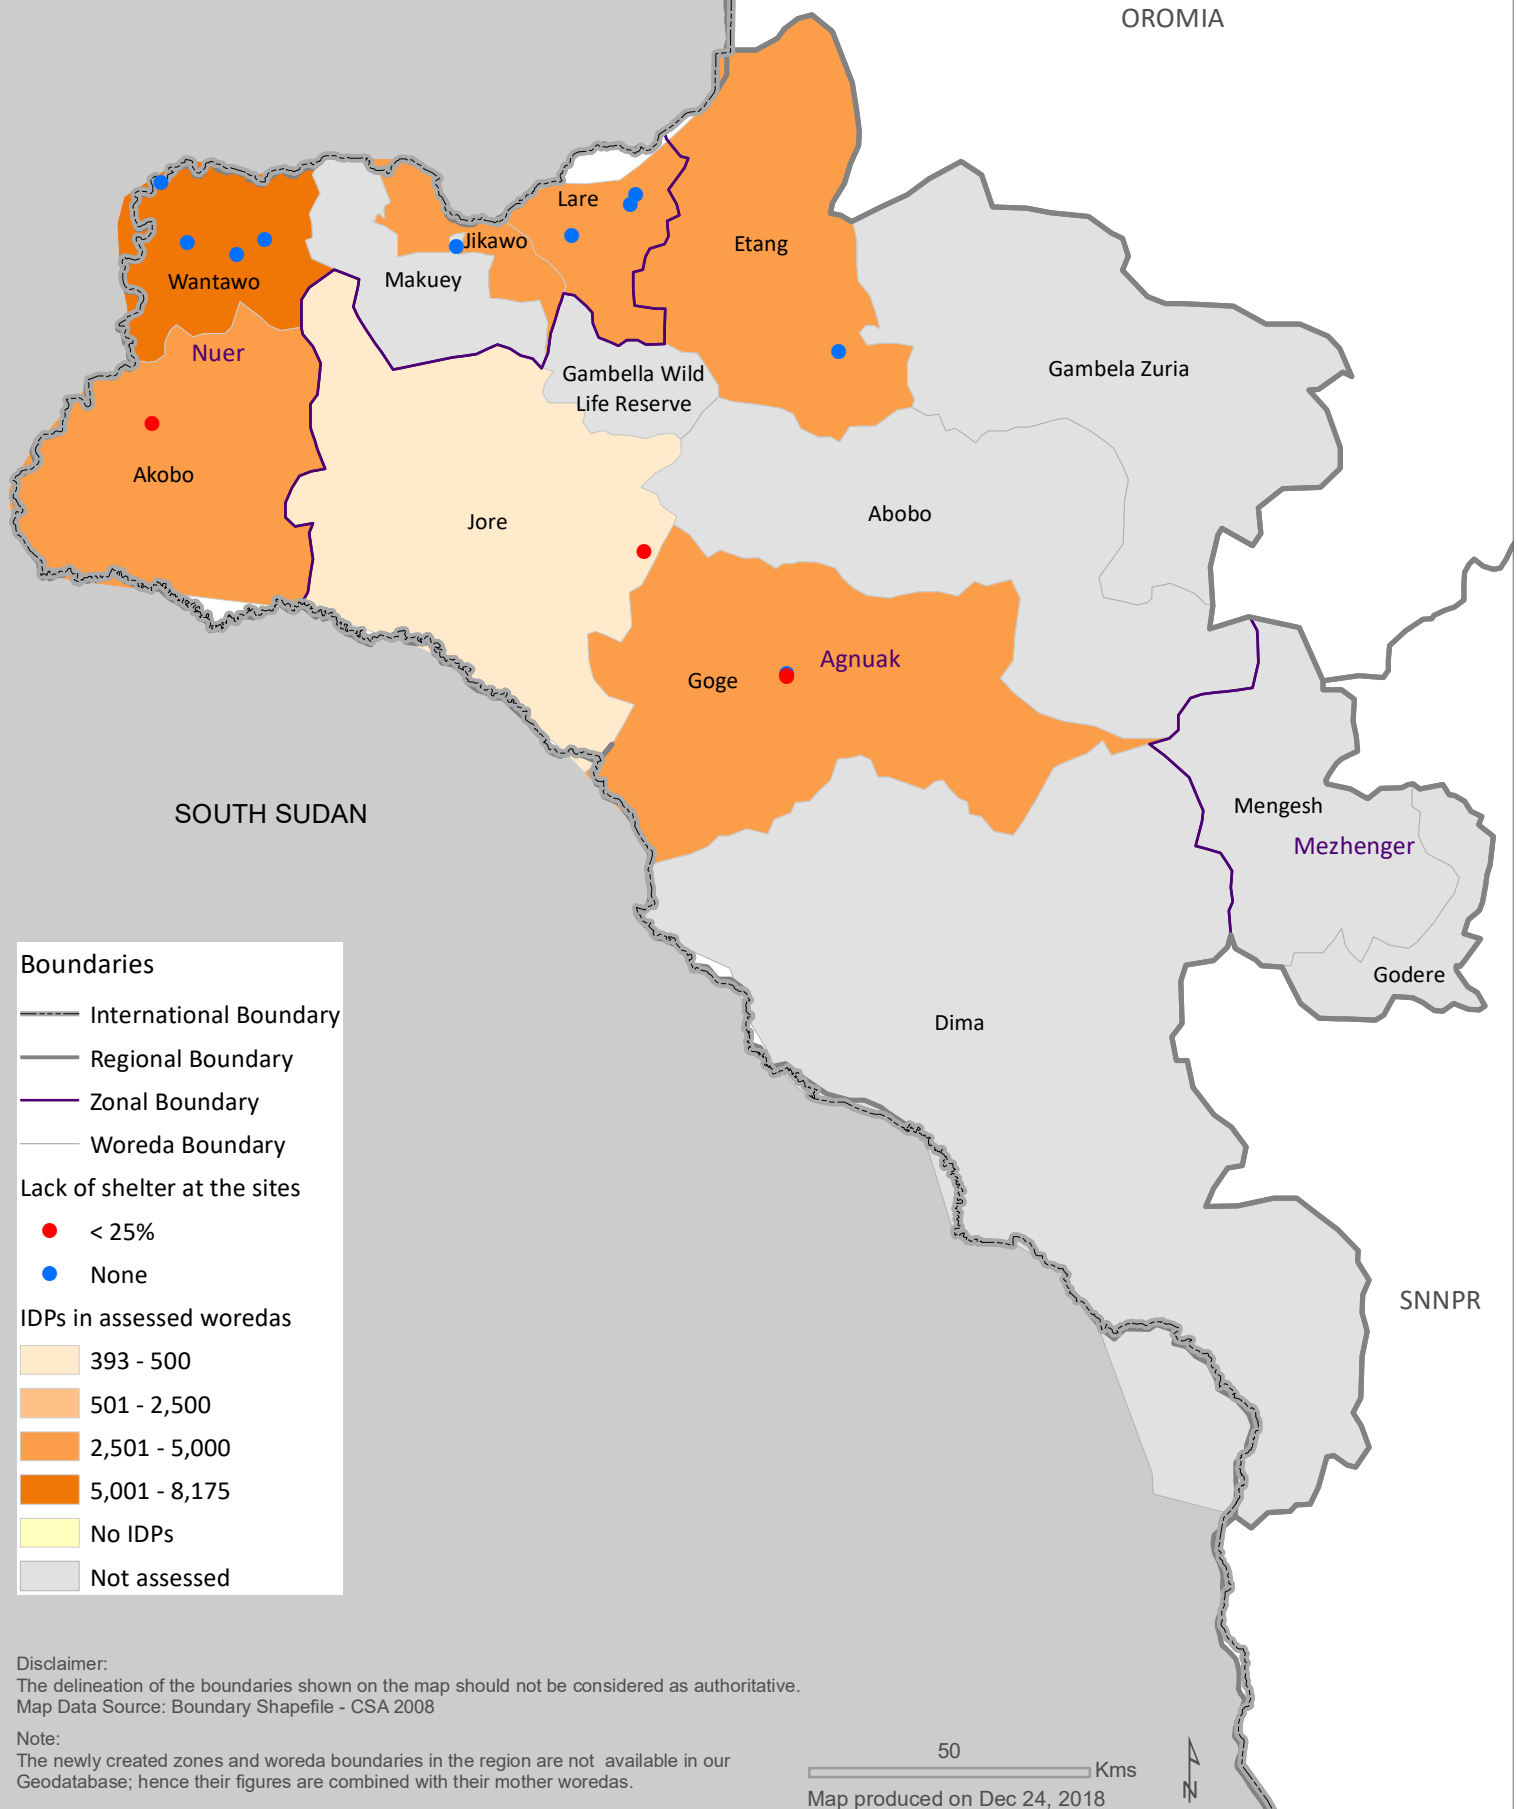 OROMIA
Lare
Jikawo
Etang
Wantawo
Makuey
Nuer
Gambella Wild
Life Reserve
Gambela Zuria
Akobo
Jore
Abobo
Goge
Agnuak
SOUTH SUDAN
Mengesh
Mezhenger
Godere
Dima
SNNPR
Boundaries
International Boundary
Regional Boundary
Zonal Boundary
Woreda Boundary
Lack of shelter at the sites
< 25%
None
IDPs in assessed woredas
393 - 500
501 - 2,500
2,501 - 5,000
5,001 - 8,175
No IDPs
Not assessed
Disclaimer:
The delineation of the boundaries shown on the map should not be considered as authoritative.
Map Data Source: Boundary Shapefile - CSA 2008
Note:
The newly created zones and woreda boundaries in the region are not available in our
Geodatabase; hence their figures are combined with their mother woredas.
50
Kms
Map produced on Dec 24, 2018
N